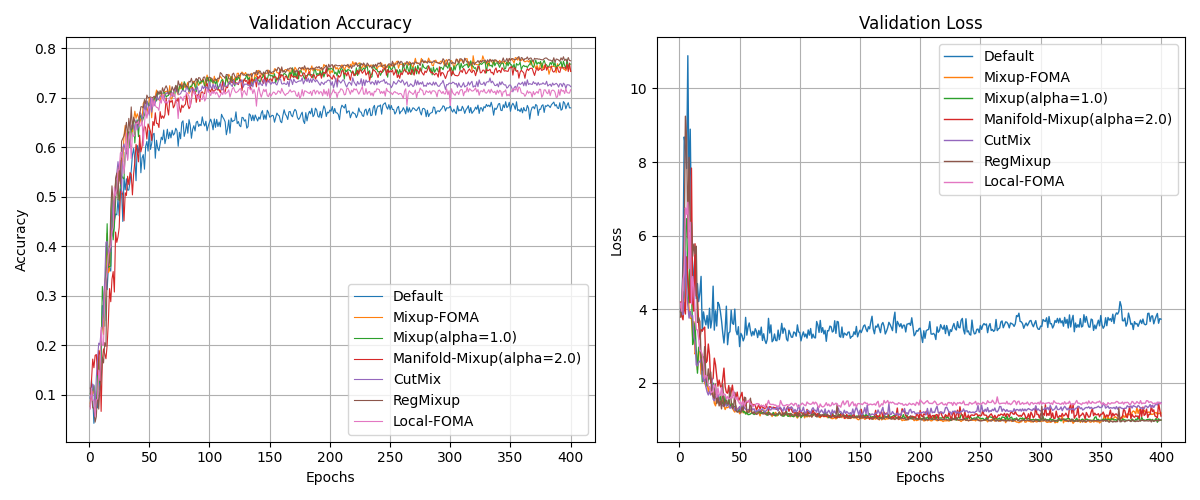 Validation Accuracy
Accuracy
0.8
0.7
0.6
0.5
0.4
0.3
0.2
0.1
0 50 100 150 200 250 300 350 400
Epochs
Default
Mixup-FOMA
Mixup(alpha=1.0)
Manifold-Mixup(alpha=2.0)
CutMix
RegMixup
Local-FOMA
Validation Loss
Loss
10
8
6
4
2
0 50 100 150 200 250 300 350 400
Epochs
Default
Mixup-FOMA
Mixup(alpha=1.0)
Manifold-Mixup(alpha=2.0)
CutMix
RegMixup
Local-FOMA